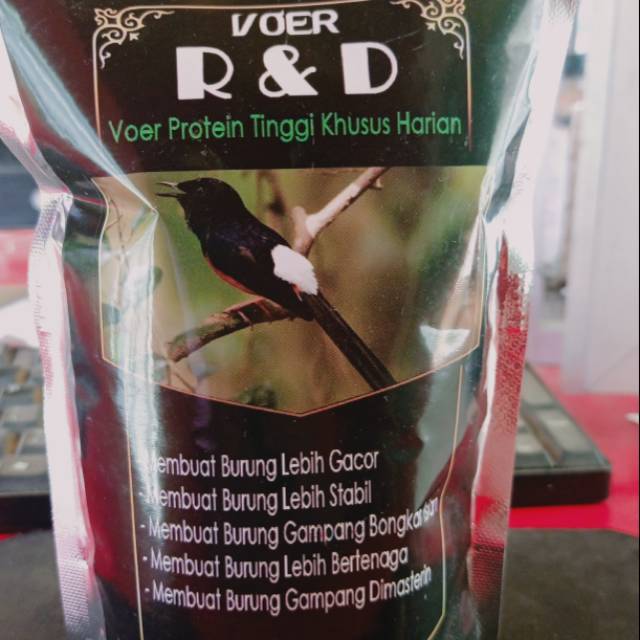 VOER
R & D
Voer Protein Tinggi Khusus Harian
- Membuat Burung Lebih Gacor
- Membuat Burung Lebih Stabil
- Membuat Burung Gampang Bongkar isian
- Membuat Burung Lebih Bertenaga
- Membuat Burung Gampang Dimasterin